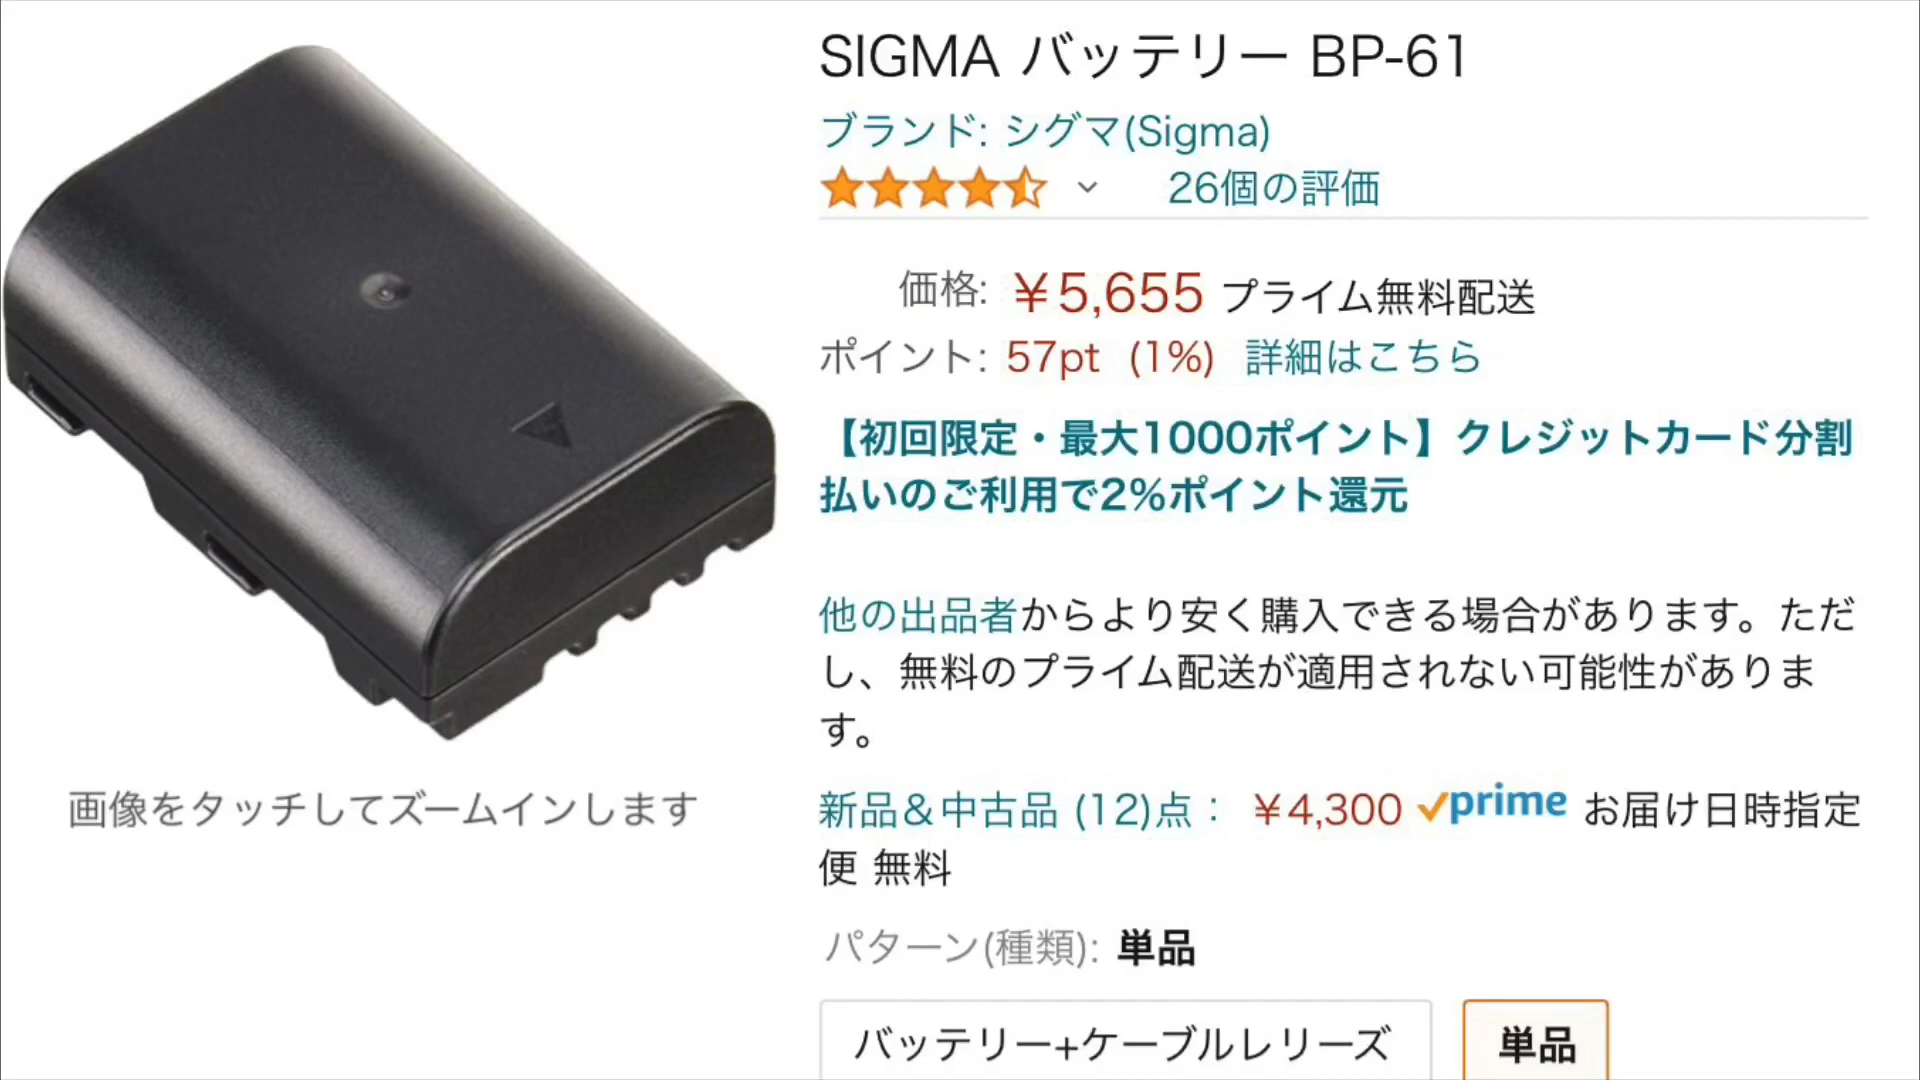 SIGMA バッテリー BP-61
ブランド: シグマ(Sigma)
26個の評価
価格: ￥5,655 プライム無料配送
ポイント: 57pt (1%) 詳細はこちら
【初回限定・最大1000ポイント】クレジットカード分割
払いのご利用で2%ポイント還元
他の出品者からより安く購入できる場合があります。ただ
し、無料のプライム配送が適用されない可能性がありま
す。
新品＆中古品 (12)点： ￥4,300 prime お届け日時指定
便 無料
パターン(種類): 単品
バッテリー+ケーブルレリーズ
単品
画像をタッチしてズームインします